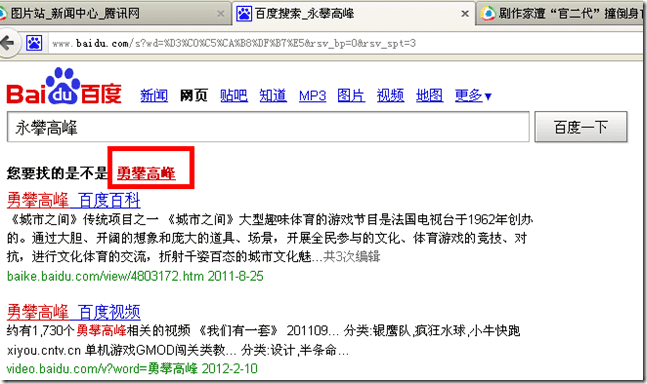 图片站_新闻中心_腾讯网 百度搜索_永攀高峰 剧作家遭“官二代”撞倒身
www.baidu.com/s?wd=%D3%C0%C5%CA%B8%DF%B7%E5&rsv_bp=0&rsv_spt=3
Bai du 百度 新闻 网页 贴吧 知道 MP3 图片 视频 地图 更多▼
永攀高峰 百度一下
您要找的是不是 勇攀高峰
勇攀高峰 百度百科
《城市之间》传统项目之一 《城市之间》大型趣味体育的游戏节目是法国电视台于1962年创办
的。通过大胆、开阔的想象和庞大的道具、场景，开展全民参与的文化、体育游戏的竞技、对
抗，进行文化体育的交流，折射千姿百态的城市文化魅...共3次编辑
baike.baidu.com/view/4803172.htm 2011-8-25
勇攀高峰 百度视频
约有1,730个勇攀高峰相关的视频 《我们有一套》 201109... 分类:银鹰队,疯狂水球,小牛快跑
xiyou.cntv.cn 单机游戏GMOD闯关类教... 分类:设计,半条命...
video.baidu.com/v?word=勇攀高峰 2012-2-10